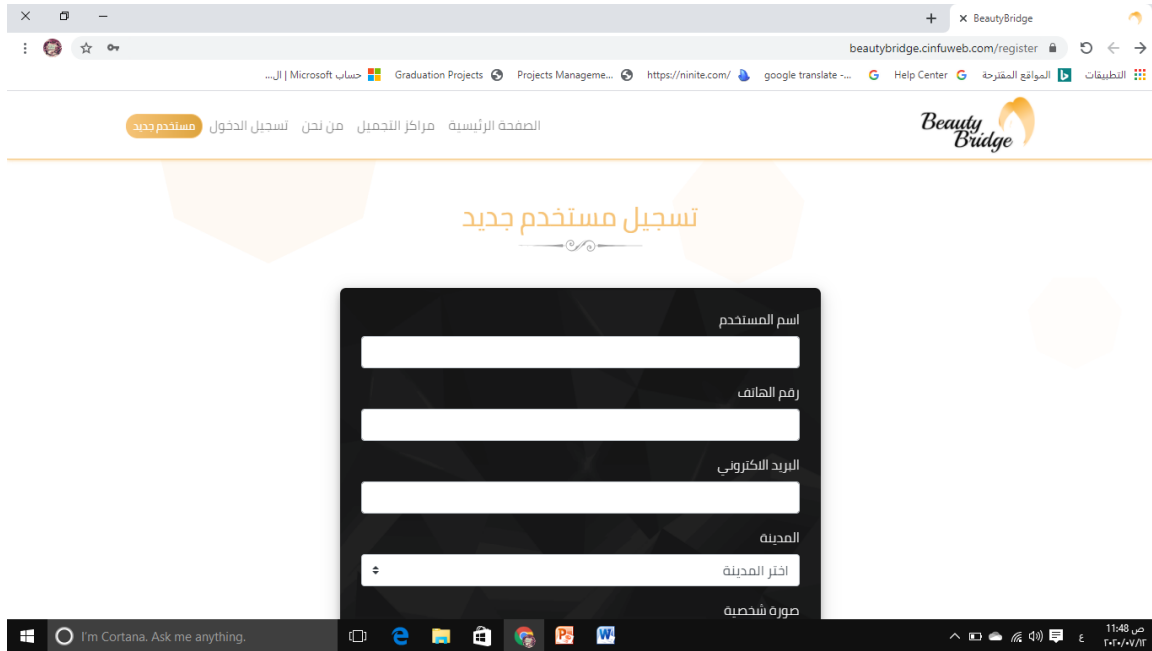 BeautyBridge
beautybridge.cinfuweb.com/register
التطبيقات المواقع المقترحة Help Center google translate -... https://ninite.com/ Projects Manageme... Graduation Projects حساب Microsoft | ال...
Beauty
Bridge
الصفحة الرئيسية مراكز التجميل من نحن تسجيل الدخول مستخدم جديد
تسجيل مستخدم جديد
اسم المستخدم
رقم الهاتف
البريد الاكتروني
المدينة
اختر المدينة
صورة شخصية
I'm Cortana. Ask me anything.
ع
11:48 ص
٢٠٢٠/٠٧/١٢